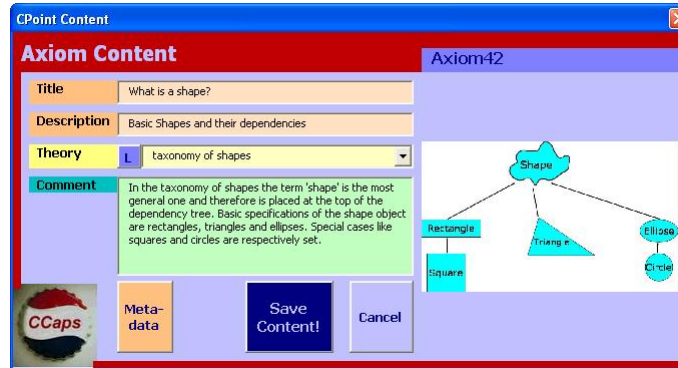 CPoint Content
Axiom Content
Axiom42
Title
What is a shape?
Description
Basic Shapes and their dependencies
Theory
L
taxonomy of shapes
Comment
In the taxonomy of shapes the term 'shape' is the most
general one and therefore is placed at the top of the
dependency tree. Basic specifications of the shape object
are rectangles, triangles and ellipses. Special cases like
squares and circles are respectively set.
Shape
Rectangle
Triangle
Ellipse
Square
Circle
CCaps
Meta-
data
Save
Content!
Cancel